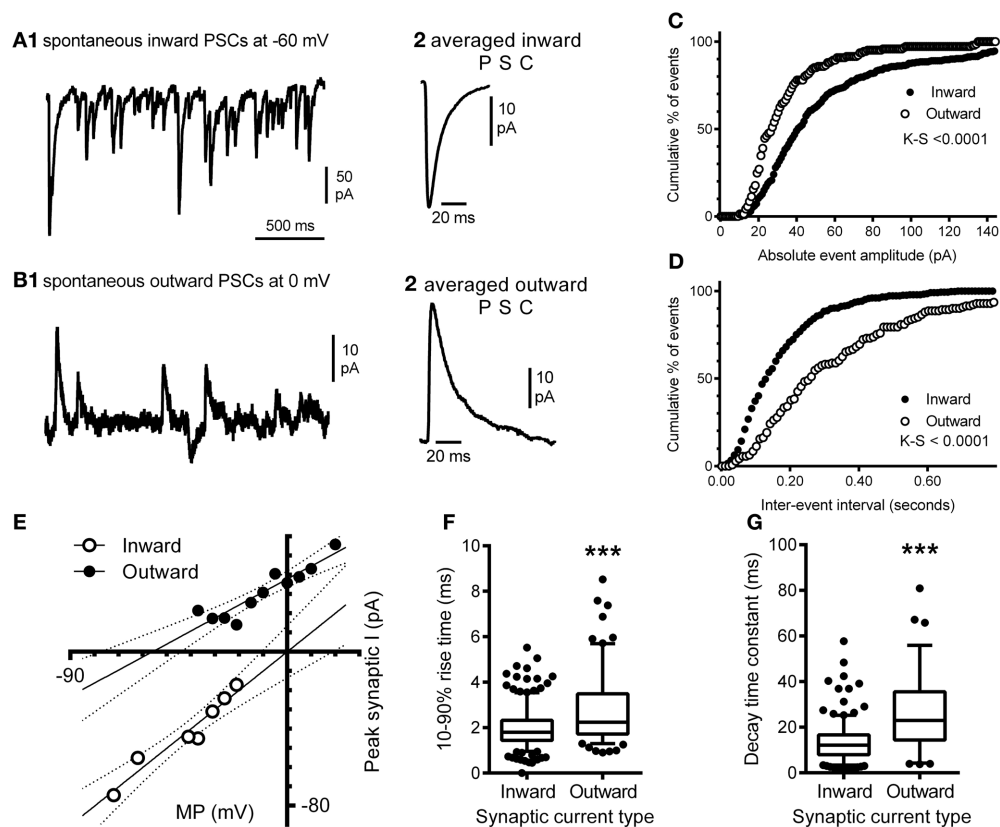 A1 spontaneous inward PSCs at -60 mV
50
pA
500 ms
2 averaged inward
P S C
10
pA
20 ms
B1 spontaneous outward PSCs at 0 mV
10
pA
2 averaged outward
P S C
10
pA
20 ms
C
Cumulative % of events
100
50
0
0 20 40 60 80 100 120 140
Absolute event amplitude (pA)
Inward
Outward
K-S <0.0001
D
Cumulative % of events
100
50
0
0.00 0.20 0.40 0.60
Inter-event interval (seconds)
Inward
Outward
K-S < 0.0001
E
Inward
Outward
-90
-80
MP (mV)
Peak synaptic I (pA)
F
10-90% rise time (ms)
10
8
6
4
2
0
***
Inward Outward
Synaptic current type
G
Decay time constant (ms)
100
80
60
40
20
0
***
Inward Outward
Synaptic current type